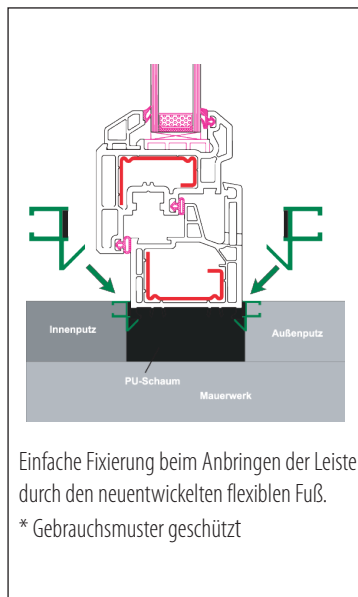 Innenputz
Außenputz
PU-Schaum
Mauerwerk
Einfache Fixierung beim Anbringen der Leiste
durch den neuentwickelten flexiblen Fuß.
* Gebrauchsmuster geschützt